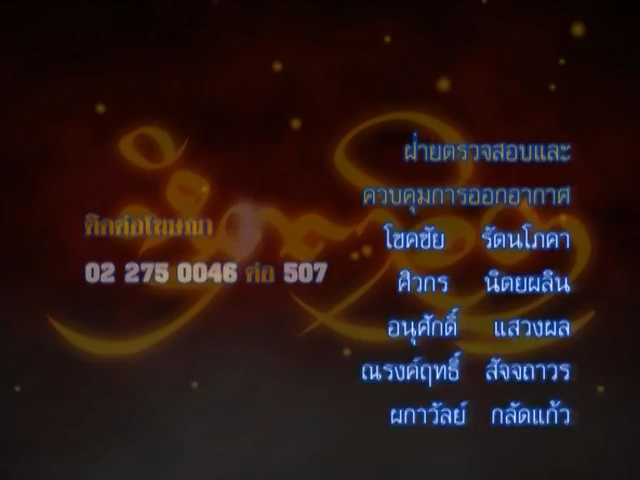 ติดต่อโฆษณา
02 275 0046 ต่อ 507
ฝ่ายตรวจสอบและ
ควบคุมการออกอากาศ
โชคชัย รัตนโภคา
ศิวกร นิตยผลิน
อนุศักดิ์ แสวงผล
ณรงค์ฤทธิ์ สัจจถาวร
ผกาวัลย์ กลัดแก้ว